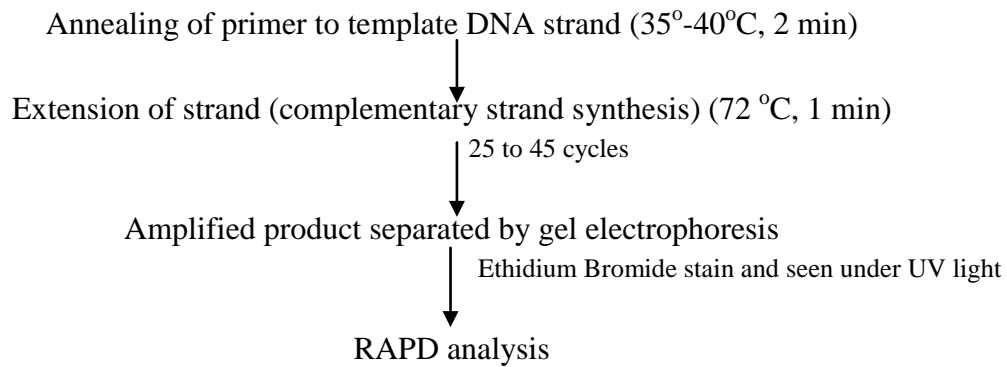 Annealing of primer to template DNA strand (35°-40°C, 2 min)
Extension of strand (complementary strand synthesis) (72 °C, 1 min)
25 to 45 cycles
Amplified product separated by gel electrophoresis
Ethidium Bromide stain and seen under UV light
RAPD analysis